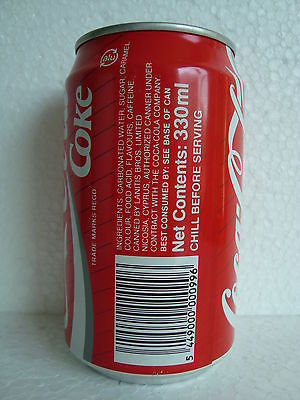 Coke
TRADE MARKS REGD
alu
INGREDIENTS: CARBONATED WATER, SUGAR, CARAMEL
COLOUR, FOOD ACID, FLAVOURS, CAFFEINE.
CANNED BY LANITIS BROS. LIMITED
NICOSIA, CYPRUS, AUTHORIZED CANNER UNDER
CONTRACT WITH THE COCA-COLA COMPANY.
BEST CONSUMED BY SEE BASE OF CAN
Net Contents: 330ml
CHILL BEFORE SERVING
5 449000 000996